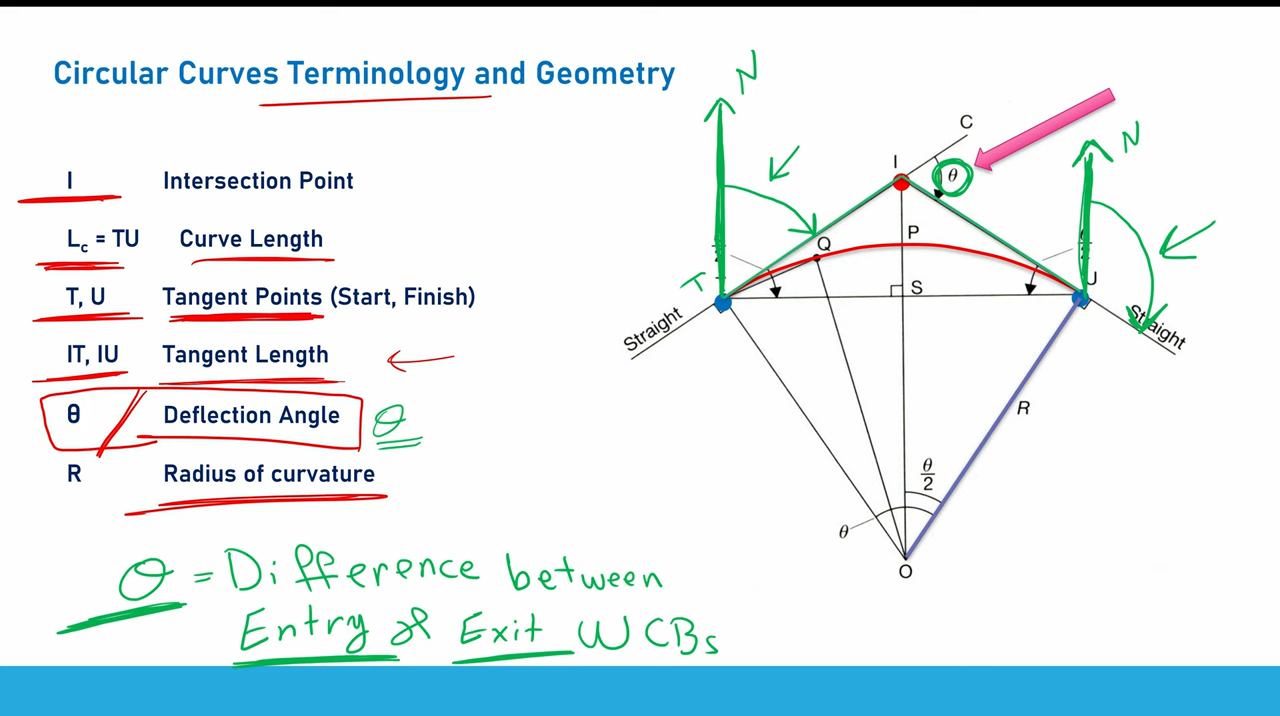 Circular Curves Terminology and Geometry
I Intersection Point
Lc = TU Curve Length
T, U Tangent Points (Start, Finish)
IT, IU Tangent Length
θ Deflection Angle θ
R Radius of curvature
θ = Difference between
Entry & Exit WCBs
N
N
C
I
θ
P
Q
S
T
U
Straight
Straight
R
θ
2
θ
O